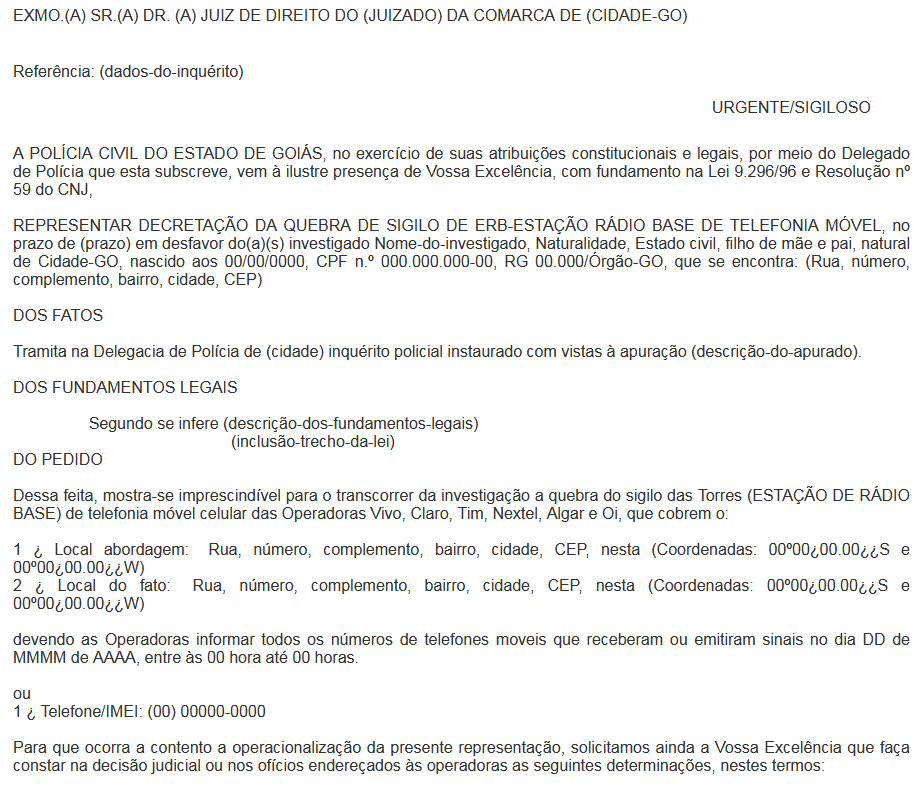 EXMO.(A) SR.(A) DR. (A) JUIZ DE DIREITO DO (JUIZADO) DA COMARCA DE (CIDADE-GO)
Referência: (dados-do-inquérito)
URGENTE/SIGILOSO
A POLÍCIA CIVIL DO ESTADO DE GOIÁS, no exercício de suas atribuições constitucionais e legais, por meio do Delegado
de Polícia que esta subscreve, vem à ilustre presença de Vossa Excelência, com fundamento na Lei 9.296/96 e Resolução nº
59 do CNJ,
REPRESENTAR DECRETAÇÃO DA QUEBRA DE SIGILO DE ERB-ESTAÇÃO RÁDIO BASE DE TELEFONIA MÓVEL, no
prazo de (prazo) em desfavor do(a)(s) investigado Nome-do-investigado, Naturalidade, Estado civil, filho de mãe e pai, natural
de Cidade-GO, nascido aos 00/00/0000, CPF n.º 000.000.000-00, RG 00.000/Órgão-GO, que se encontra: (Rua, número,
complemento, bairro, cidade, CEP)
DOS FATOS
Tramita na Delegacia de Polícia de (cidade) inquérito policial instaurado com vistas à apuração (descrição-do-apurado).
DOS FUNDAMENTOS LEGAIS
Segundo se infere (descrição-dos-fundamentos-legais)
(inclusão-trecho-da-lei)
DO PEDIDO
Dessa feita, mostra-se imprescindível para o transcorrer da investigação a quebra do sigilo das Torres (ESTAÇÃO DE RÁDIO
BASE) de telefonia móvel celular das Operadoras Vivo, Claro, Tim, Nextel, Algar e Oi, que cobrem o:
1 ¿ Local abordagem: Rua, número, complemento, bairro, cidade, CEP, nesta (Coordenadas: 00º00¿00.00¿¿S e
00º00¿00.00¿¿W)
2 ¿ Local do fato: Rua, número, complemento, bairro, cidade, CEP, nesta (Coordenadas: 00º00¿00.00¿¿S e
00º00¿00.00¿¿W)
devendo as Operadoras informar todos os números de telefones moveis que receberam ou emitiram sinais no dia DD de
MMMM de AAAA, entre às 00 hora até 00 horas.
ou
1 ¿ Telefone/IMEI: (00) 00000-0000
Para que ocorra a contento a operacionalização da presente representação, solicitamos ainda a Vossa Excelência que faça
constar na decisão judicial ou nos ofícios endereçados às operadoras as seguintes determinações, nestes termos: